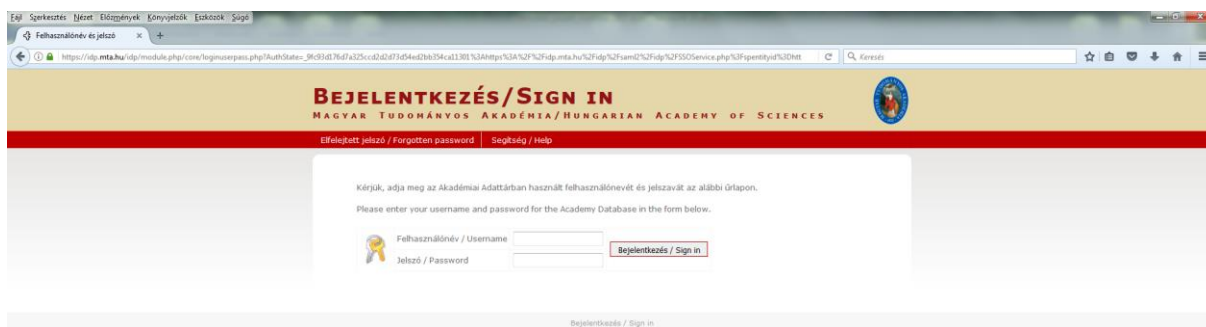 Fájl Szerkesztés Nézet Előzmények Könyvjelzők Eszközök Súgó
Felhasználónév és jelszó × +
Keresés
BEJELENTKEZÉS/SIGN IN
MAGYAR TUDOMÁNYOS AKADÉMIA/HUNGARIAN ACADEMY OF SCIENCES
Elfelejtett jelszó / Forgotten password Segítség / Help
Kérjük, adja meg az Akadémiai Adattárban használt felhasználónevét és jelszavát az alábbi űrlapon.
Please enter your username and password for the Academy Database in the form below.
Felhasználónév / Username
Bejelentkezés / Sign in
Jelszó / Password
Bejelentkezés / Sign in